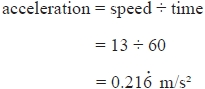 acceleration = speed ÷ time
= 13 ÷ 60
= 0.216̇ m/s²